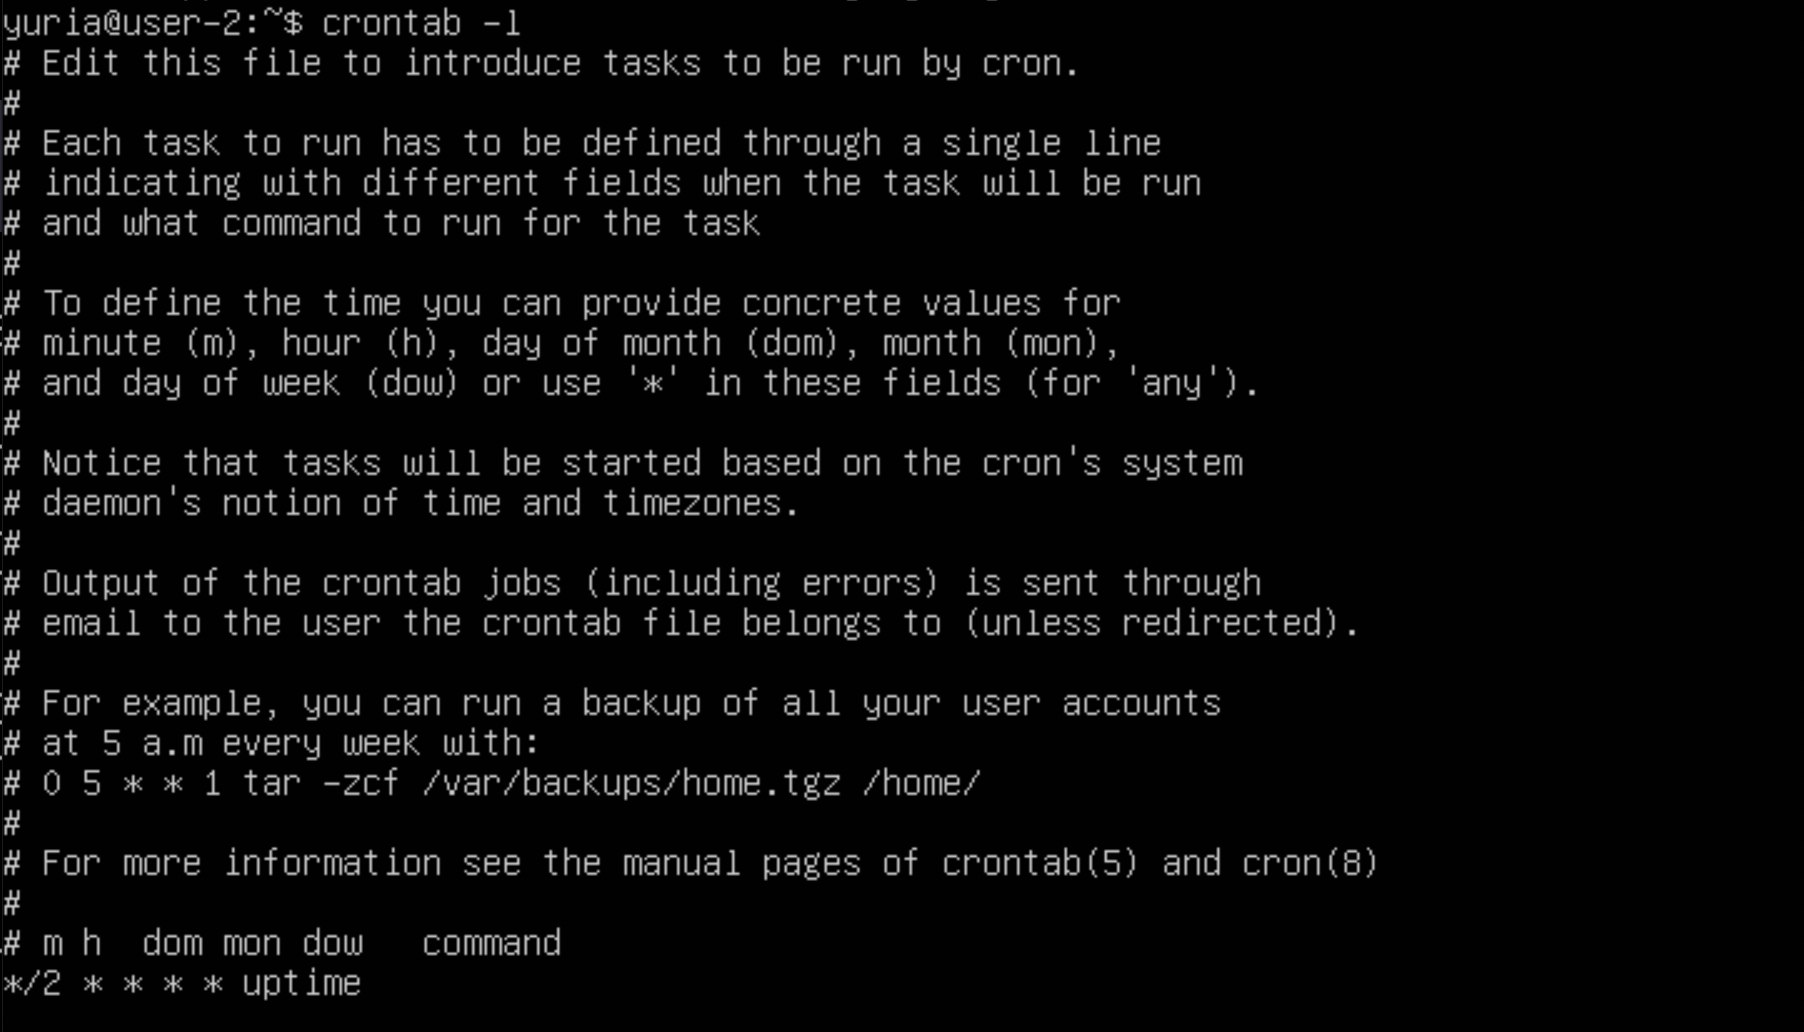 yuria@user-2:~$ crontab -l
# Edit this file to introduce tasks to be run by cron.
#
# Each task to run has to be defined through a single line
# indicating with different fields when the task will be run
# and what command to run for the task
#
# To define the time you can provide concrete values for
# minute (m), hour (h), day of month (dom), month (mon),
# and day of week (dow) or use '*' in these fields (for 'any').
#
# Notice that tasks will be started based on the cron's system
# daemon's notion of time and timezones.
#
# Output of the crontab jobs (including errors) is sent through
# email to the user the crontab file belongs to (unless redirected).
#
# For example, you can run a backup of all your user accounts
# at 5 a.m every week with:
# 0 5 * * 1 tar -zcf /var/backups/home.tgz /home/
#
# For more information see the manual pages of crontab(5) and cron(8)
#
# m h  dom mon dow   command
*/2 * * * * uptime